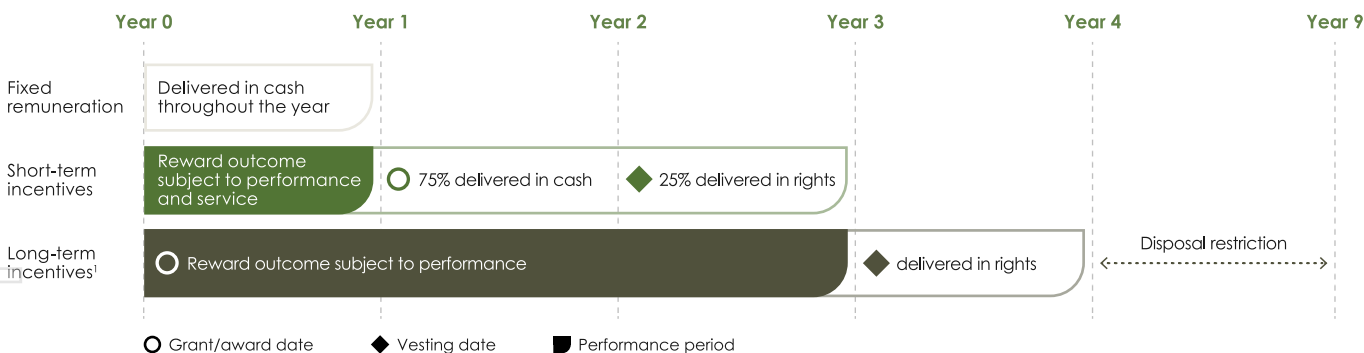 Year 0
Year 1
Year 2
Year 3
Year 4
Year 9
Fixed
remuneration
Delivered in cash
throughout the year
Short-term
incentives
Reward outcome
subject to performance
and service
75% delivered in cash
25% delivered in rights
Long-term
incentives¹
Reward outcome subject to performance
delivered in rights
Disposal restriction
Grant/award date
Vesting date
Performance period